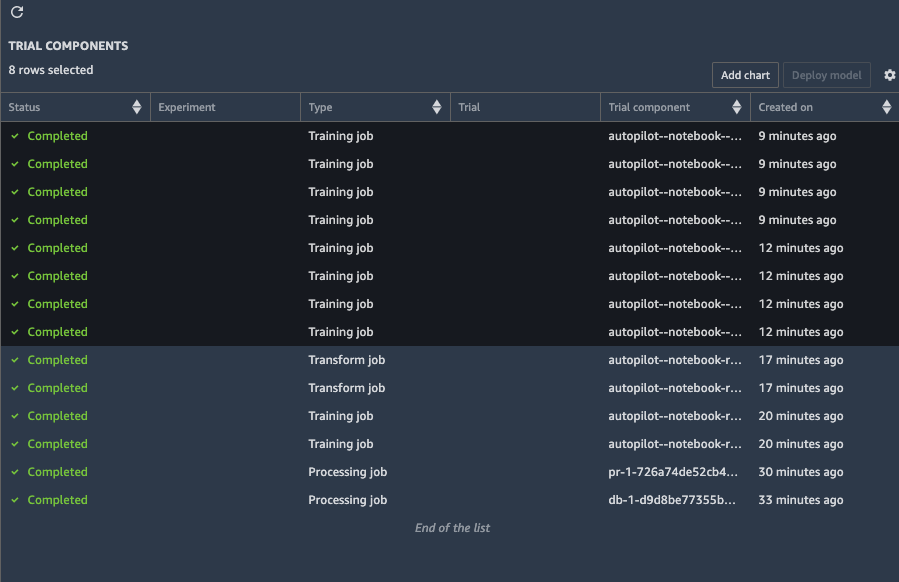 TRIAL COMPONENTS
8 rows selected
Add chart Deploy model
Status Experiment Type Trial Trial component Created on
Completed Training job autopilot--notebook--... 9 minutes ago
Completed Training job autopilot--notebook--... 9 minutes ago
Completed Training job autopilot--notebook--... 9 minutes ago
Completed Training job autopilot--notebook--... 9 minutes ago
Completed Training job autopilot--notebook--... 12 minutes ago
Completed Training job autopilot--notebook--... 12 minutes ago
Completed Training job autopilot--notebook--... 12 minutes ago
Completed Training job autopilot--notebook--... 12 minutes ago
Completed Transform job autopilot--notebook-r... 17 minutes ago
Completed Transform job autopilot--notebook-r... 17 minutes ago
Completed Training job autopilot--notebook-r... 20 minutes ago
Completed Training job autopilot--notebook-r... 20 minutes ago
Completed Processing job pr-1-726a74de52cb4... 30 minutes ago
Completed Processing job db-1-d9d8be77355b... 33 minutes ago
End of the list